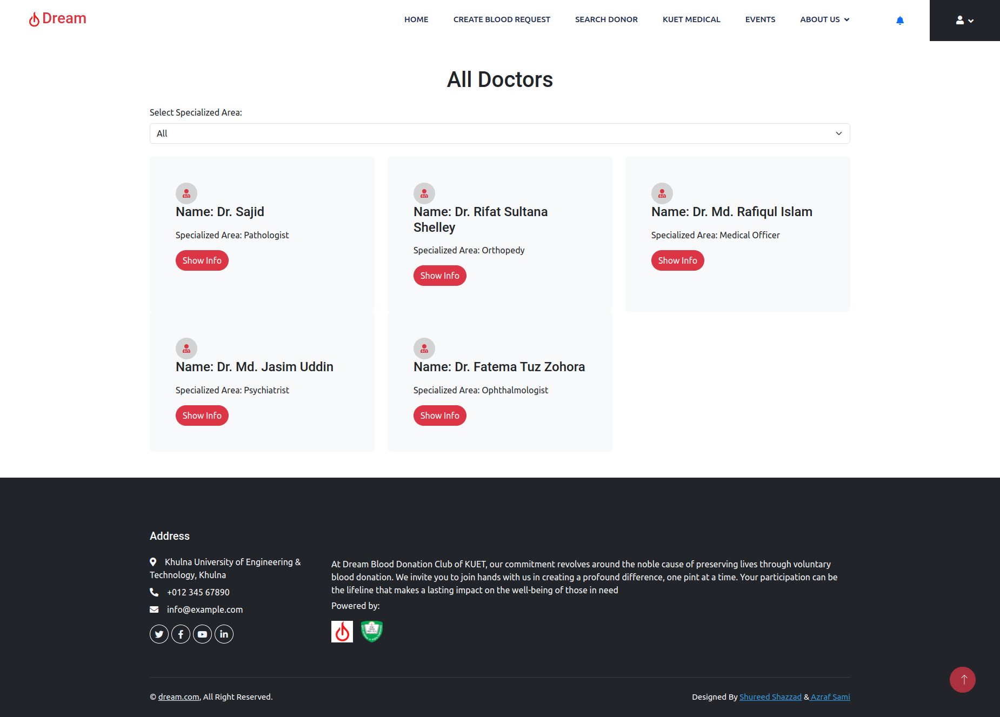 Dream
HOME CREATE BLOOD REQUEST SEARCH DONOR KUET MEDICAL EVENTS ABOUT US
All Doctors
Select Specialized Area:
All
Name: Dr. Sajid
Specialized Area: Pathologist
Show Info
Name: Dr. Rifat Sultana
Shelley
Specialized Area: Orthopedy
Show Info
Name: Dr. Md. Rafiqul Islam
Specialized Area: Medical Officer
Show Info
Name: Dr. Md. Jasim Uddin
Specialized Area: Psychiatrist
Show Info
Name: Dr. Fatema Tuz Zohora
Specialized Area: Ophthalmologist
Show Info
Address
Khulna University of Engineering &
Technology, Khulna
+012 345 67890
info@example.com
At Dream Blood Donation Club of KUET, our commitment revolves around the noble cause of preserving lives through voluntary
blood donation. We invite you to join hands with us in creating a profound difference, one pint at a time. Your participation can be
the lifeline that makes a lasting impact on the well-being of those in need
Powered by:
© dream.com, All Right Reserved.
Designed By Shureed Shazzad & Azraf Sami